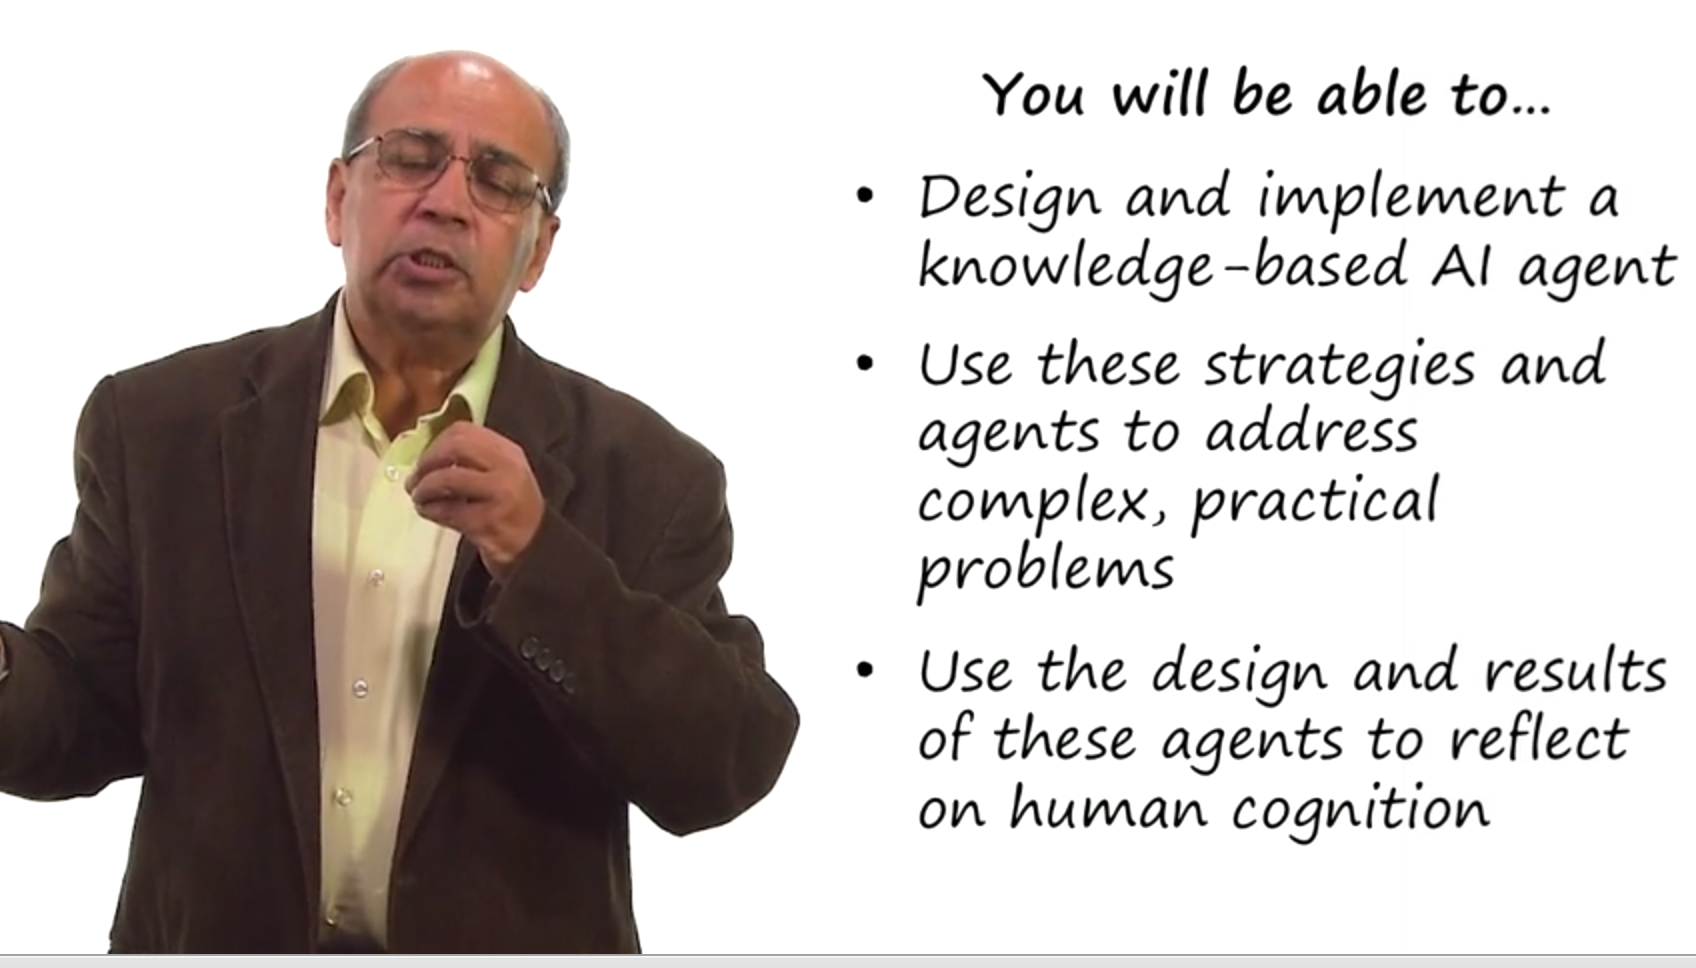 You will be able to...
• Design and implement a
knowledge-based AI agent
• Use these strategies and
agents to address
complex, practical
problems
• Use the design and results
of these agents to reflect
on human cognition